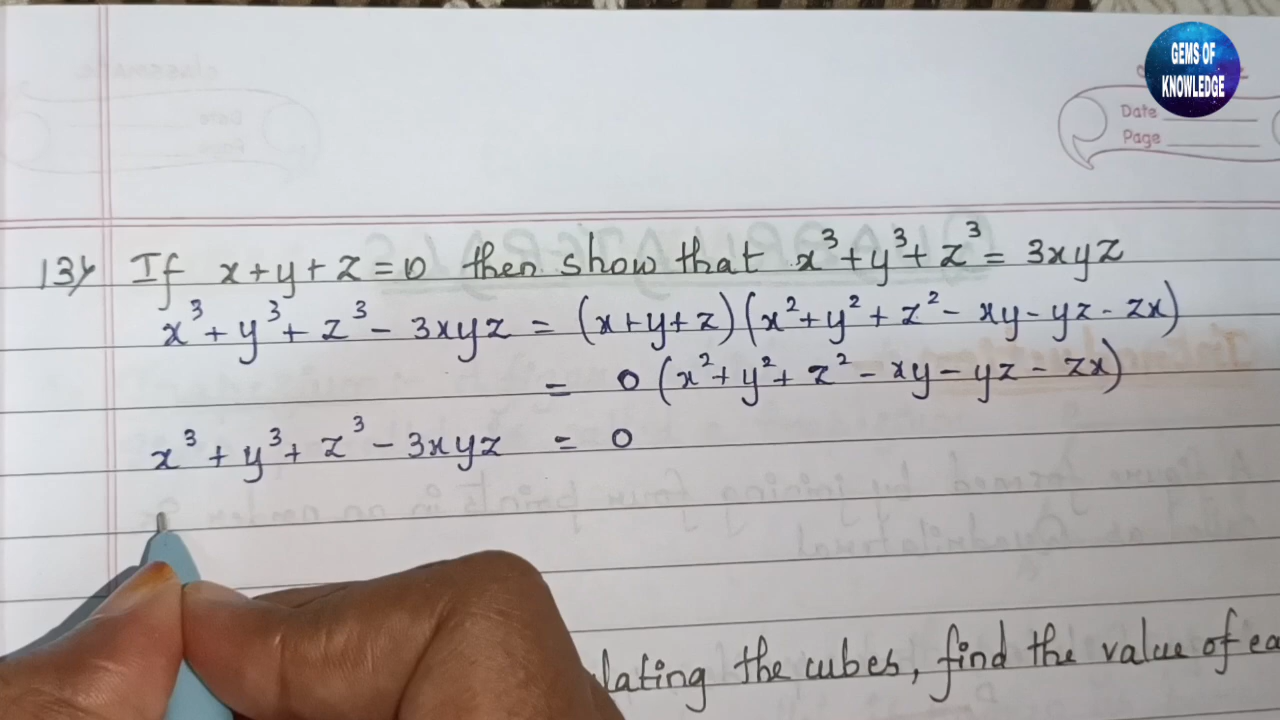 GEMS OF
KNOWLEDGE
Date
Page
13) If x+y+z=0 then show that x³+y³+z³ = 3xyz
x³+y³+z³-3xyz = (x+y+z)(x²+y²+z²-xy-yz-zx)
= 0(x²+y²+z²-xy-yz-zx)
x³+y³+z³-3xyz = 0
the cubes, find the value of